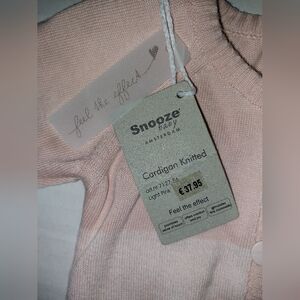 feel the effect
Snooze
baby
AMSTERDAM
Cardigan Knitted
Light Pink
€ 37.95
Feel the effect